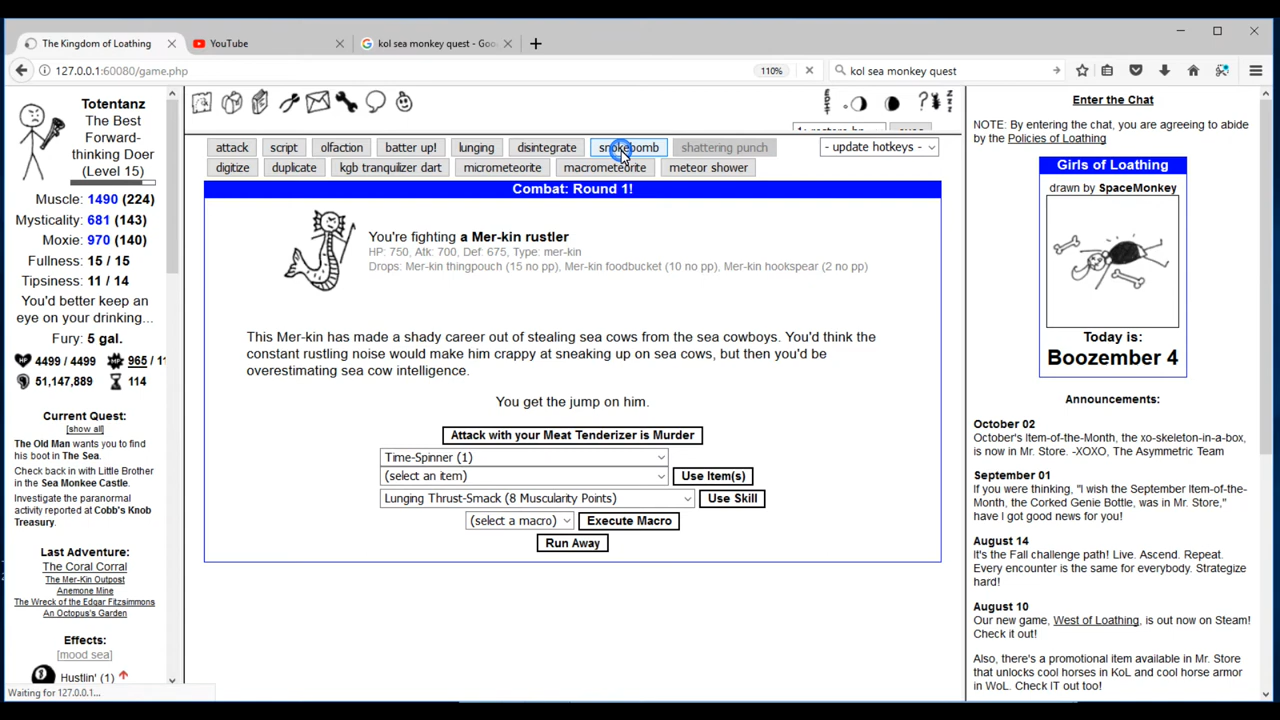 The Kingdom of Loathing
YouTube
kol sea monkey quest - Goo
127.0.0.1:60080/game.php
110%
kol sea monkey quest
Totentanz
The Best
Forward-
thinking Doer
(Level 15)
Muscle: 1490 (224)
Mysticality: 681 (143)
Moxie: 970 (140)
Fullness: 15 / 15
Tipsiness: 11 / 14
You'd better keep an
eye on your drinking...
Fury: 5 gal.
4499 / 4499
965 / 11
51,147,889
114
Current Quest:
[show all]
The Old Man wants you to find
his boot in The Sea.
Check back in with Little Brother
in the Sea Monkee Castle.
Investigate the paranormal
activity reported at Cobb's Knob
Treasury.
Last Adventure:
The Coral Corral
The Mer-Kin Outpost
Anemone Mine
The Wreck of the Edgar Fitzsimmons
An Octopus's Garden
Effects:
[mood sea]
Hustlin' (1)
Waiting for 127.0.0.1...
attack
script
olfaction
batter up!
lunging
disintegrate
snokebomb
shattering punch
- update hotkeys -
digitize
duplicate
kgb tranquilizer dart
micrometeorite
macrometeorite
meteor shower
Combat: Round 1!
You're fighting a Mer-kin rustler
HP: 750, Atk: 700, Def: 675, Type: mer-kin
Drops: Mer-kin thingpouch (15 no pp), Mer-kin foodbucket (10 no pp), Mer-kin hookspear (2 no pp)
This Mer-kin has made a shady career out of stealing sea cows from the sea cowboys. You'd think the
constant rustling noise would make him crappy at sneaking up on sea cows, but then you'd be
overestimating sea cow intelligence.
You get the jump on him.
Attack with your Meat Tenderizer is Murder
Time-Spinner (1)
(select an item)
Use Item(s)
Lunging Thrust-Smack (8 Muscularity Points)
Use Skill
(select a macro)
Execute Macro
Run Away
Enter the Chat
NOTE: By entering the chat, you are agreeing to abide
by the Policies of Loathing
Girls of Loathing
drawn by SpaceMonkey
Today is:
Boozember 4
Announcements:
October 02
October's Item-of-the-Month, the xo-skeleton-in-a-box,
is now in Mr. Store. -XOXO, The Asymmetric Team
September 01
If you were thinking, "I wish the September Item-of-the-
Month, the Corked Genie Bottle, was in Mr. Store,"
have I got good news for you!
August 14
It's the Fall challenge path! Live. Ascend. Repeat.
Every encounter is the same for everybody. Strategize
hard!
August 10
Our new game, West of Loathing, is out now on Steam!
Check it out!
Also, there's a promotional item available in Mr. Store
that unlocks cool horses in KoL and cool horse armor
in WoL. Check IT out too!